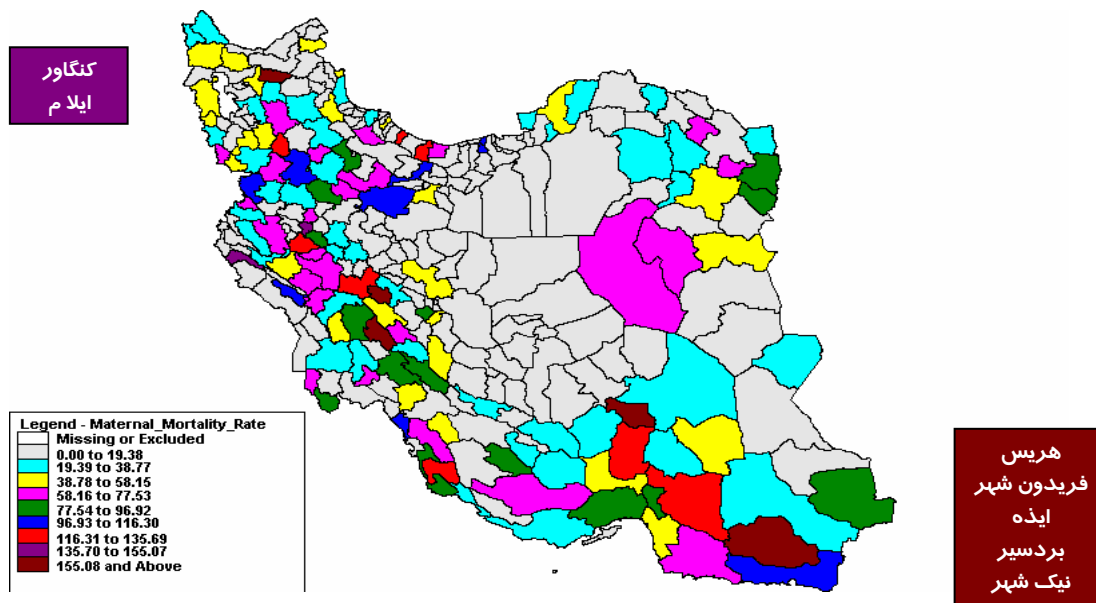 کنگاور
ایلا م
Legend - Maternal_Mortality_Rate
Missing or Excluded
0.00 to 19.38
19.39 to 38.77
38.78 to 58.15
58.16 to 77.53
77.54 to 96.92
96.93 to 116.30
116.31 to 135.69
135.70 to 155.07
155.08 and Above
هریس
فریدون شهر
ایذه
بردسیر
نیک شهر